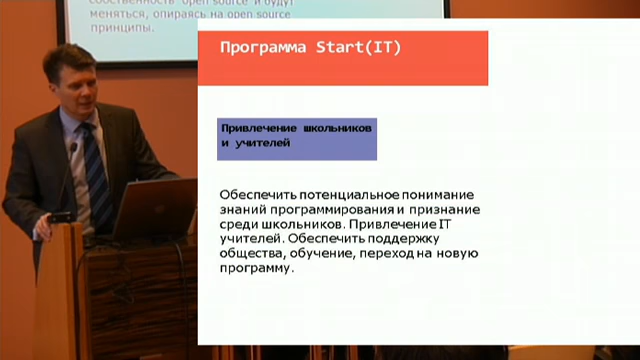 собственность open source и будут
меняться, опираясь на open source
принципы.
Программа Start(IT)
Привлечение школьников
и учителей
Обеспечить потенциальное понимание
знаний программирования и признание
среди школьников. Привлечение IT
учителей. Обеспечить поддержку
общества, обучение, переход на новую
программу.